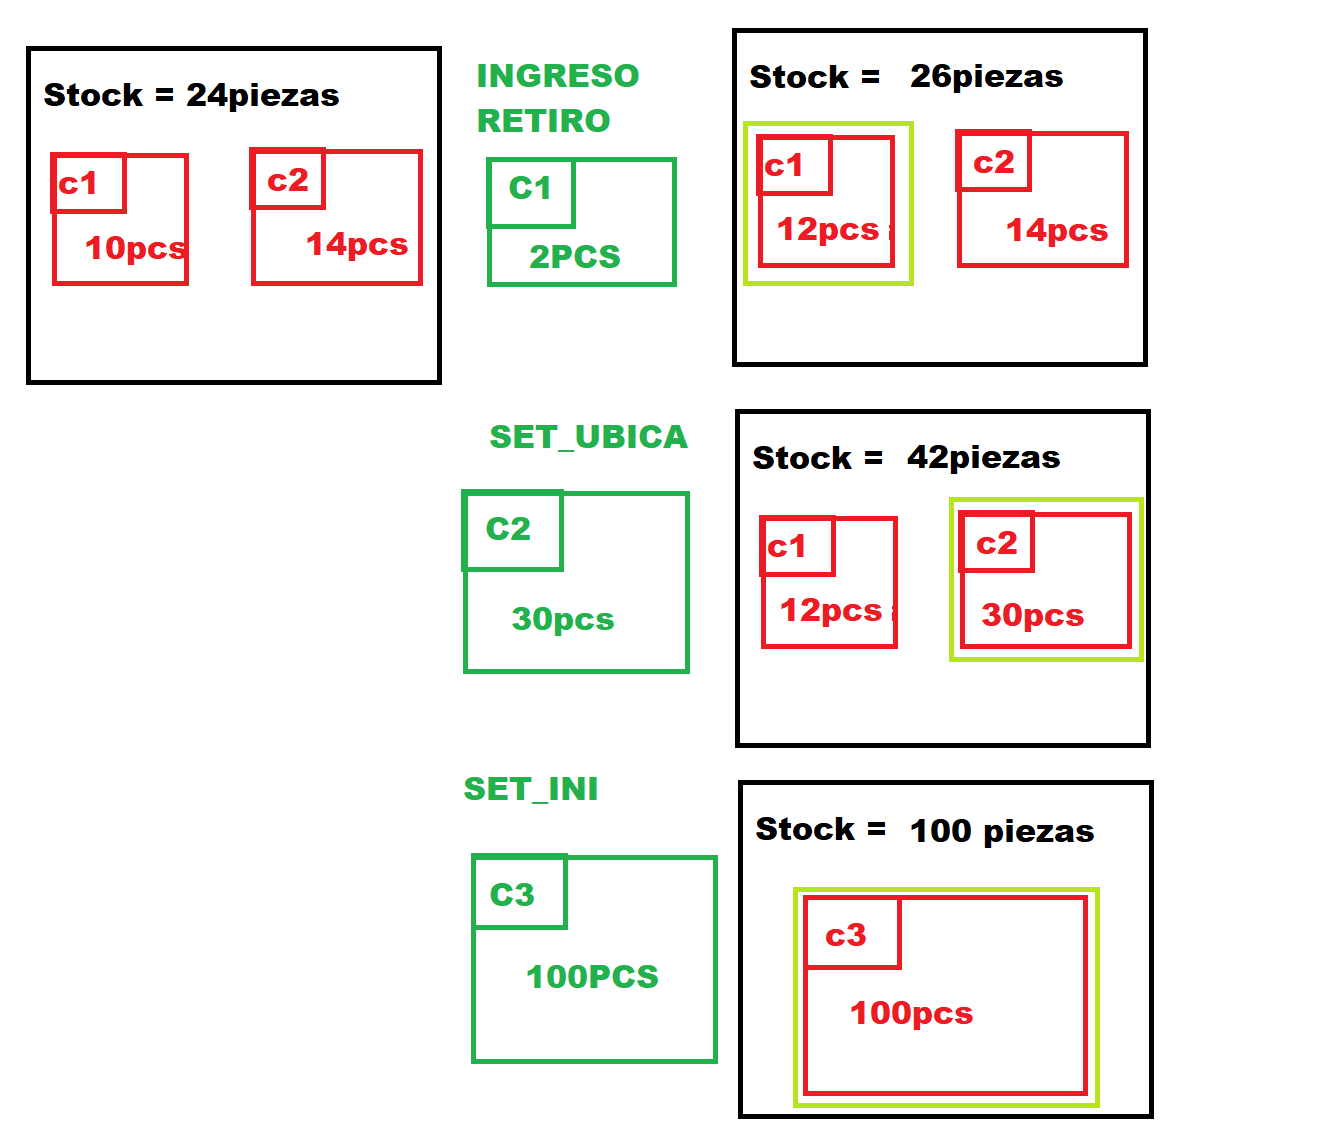 Stock = 24piezas
c1
10pcs
c2
14pcs
INGRESO
RETIRO
C1
2PCS
Stock = 26piezas
c1
12pcs
c2
14pcs
SET_UBICA
C2
30pcs
Stock = 42piezas
c1
12pcs
c2
30pcs
SET_INI
C3
100PCS
Stock = 100 piezas
c3
100pcs